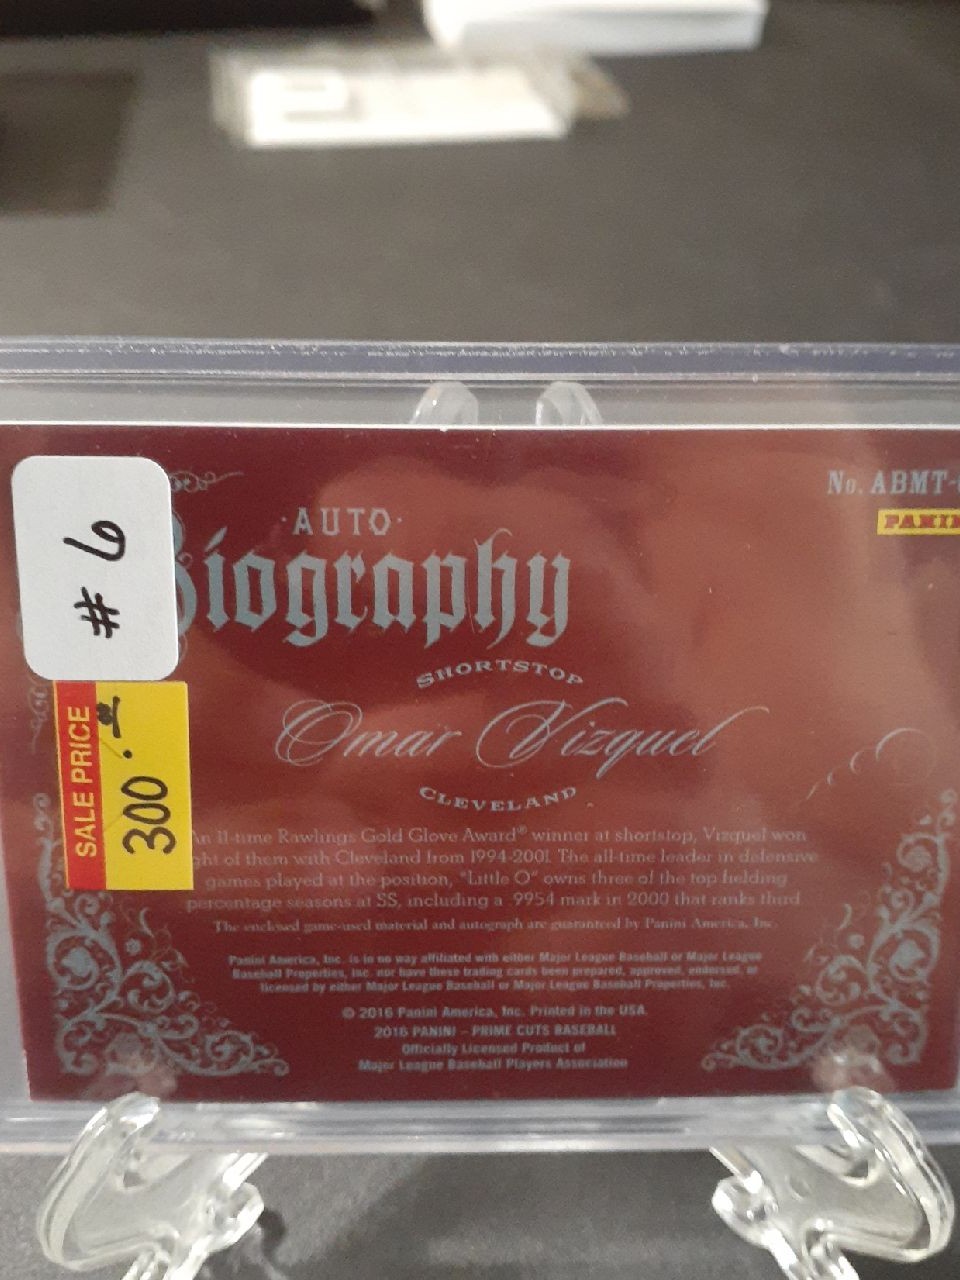 # 6
SALE PRICE
300.00
No. ABMT-
PANIN
·AUTO·
Biography
SHORTSTOP
Omar Vizquel
CLEVELAND
An 11-time Rawlings Gold Glove Award® winner at shortstop, Vizquel won
ght of them with Cleveland from 1994-2001. The all-time leader in defensive
games played at the position, "Little O" owns three of the top fielding
percentage seasons at SS, including a .9954 mark in 2000 that ranks third.
The enclosed game-used material and autograph are guaranteed by Panini America, Inc.
Panini America, Inc. is in no way affiliated with either Major League Baseball or Major League
Baseball Properties, Inc. nor have these trading cards been prepared, approved, endorsed, or
licensed by either Major League Baseball or Major League Baseball Properties, Inc.
© 2016 Panini America, Inc. Printed in the USA.
2016 PANINI – PRIME CUTS BASEBALL
Officially Licensed Product of
Major League Baseball Players Association